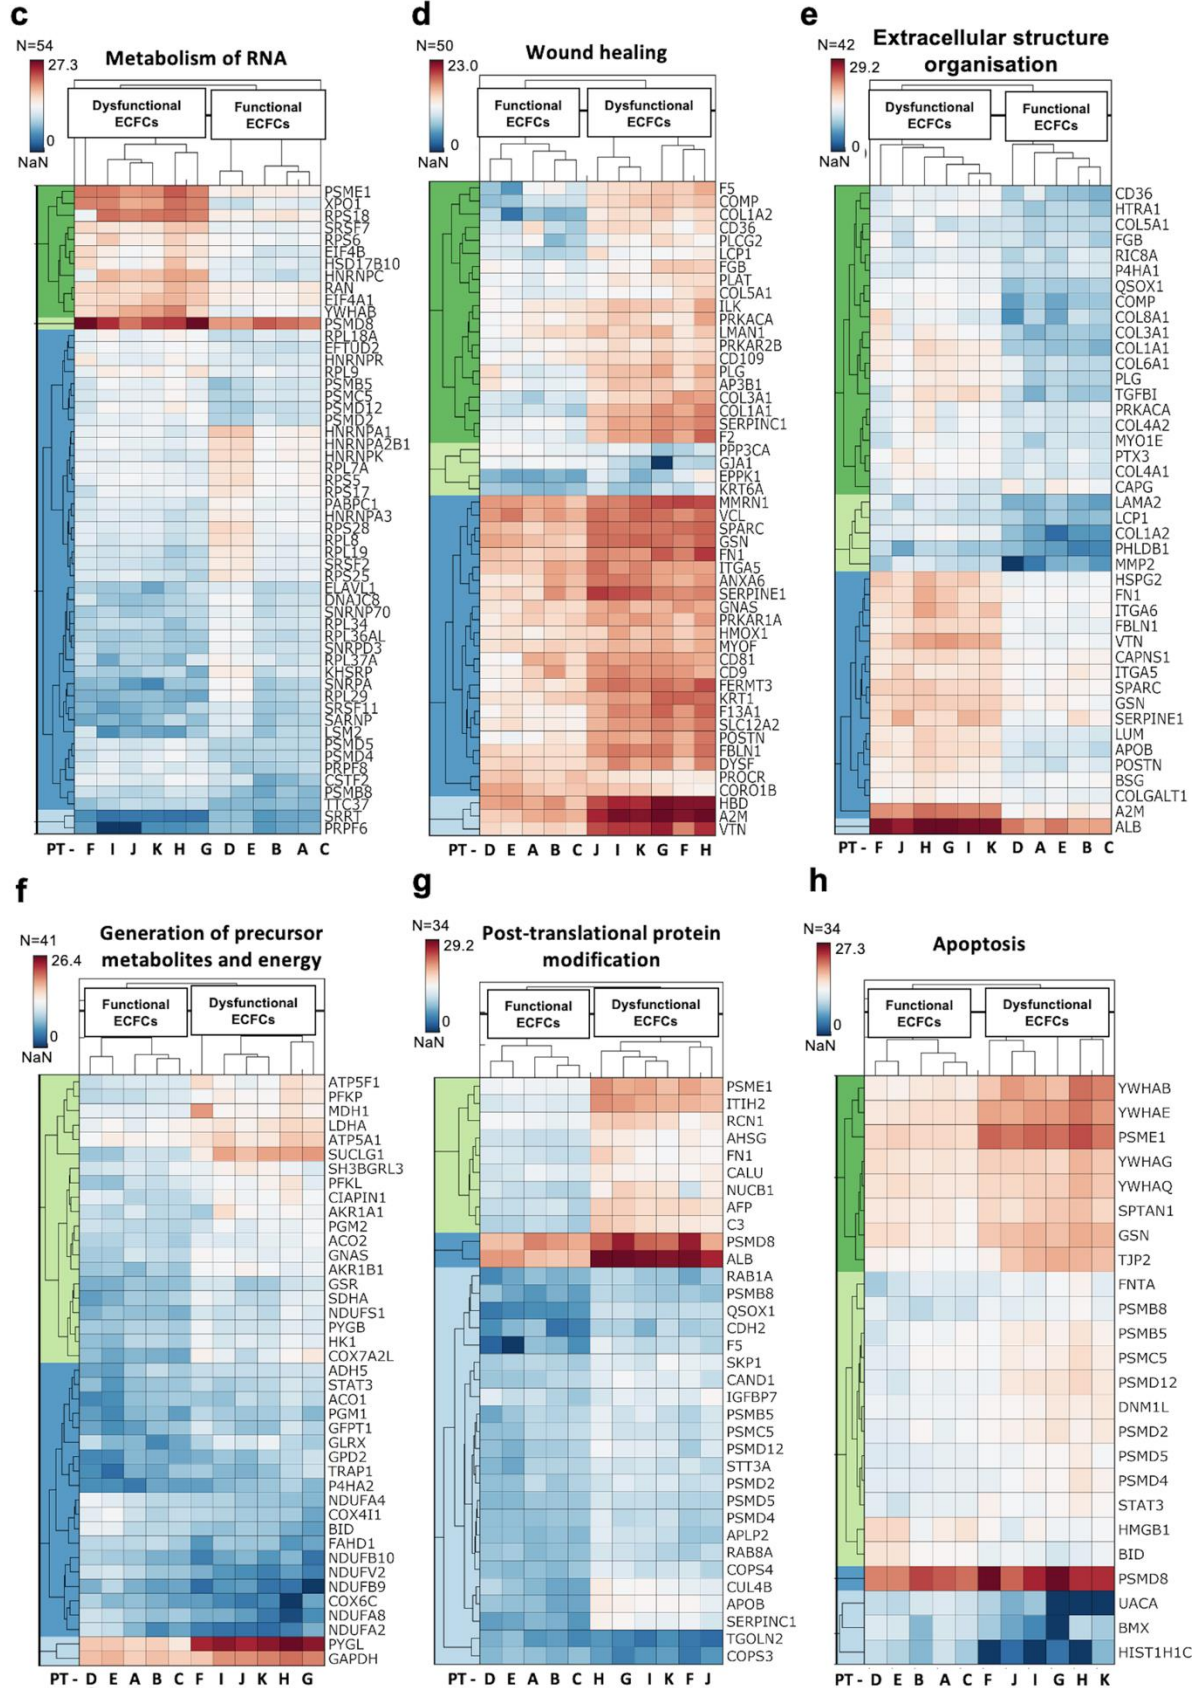 c
N=54
27.3
0
NaN
Metabolism of RNA
Dysfunctional
ECFCs
Functional
ECFCs
PSME1
XPO1
RPS18
SRSF7
RPS6
EIF4B
HSD17B10
HNRNPC
RAN
EIF4A1
YWHAB
PSMD8
RPL18A
EFTUD2
HNRNPR
RPL9
PSMB5
PSMC5
PSMD12
PSMD2
HNRNPA1
HNRNPA2B1
HNRNPK
RPL7A
RPS5
RPS17
PABPC1
HNRNPA3
RPS28
RPL8
RPL19
SRSF2
RPS25
ELAVL1
DNAJC8
SNRNP70
RPL34
RPL36AL
SNRPD3
RPL37A
KHSRP
SNRPA
RPL29
SRSF11
SARNP
LSM2
PSMD5
PSMD4
PRPF8
CSTF2
PSMB8
TTC37
SRRT
PRPF6
PT - F I J K H G D E B A C
d
N=50
23.0
0
NaN
Wound healing
Functional
ECFCs
Dysfunctional
ECFCs
F5
COMP
COL1A2
CD36
PLCG2
LCP1
FGB
PLAT
COL5A1
ILK
PRKACA
LMAN1
PRKAR2B
CD109
PLG
AP3B1
COL3A1
COL1A1
SERPINC1
F2
PPP3CA
GJA1
EPPK1
KRT6A
MMRN1
VCL
SPARC
GSN
FN1
ITGA5
ANXA6
SERPINE1
GNAS
PRKAR1A
HMOX1
MYOF
CD81
CD9
FERMT3
KRT1
F13A1
SLC12A2
POSTN
FBLN1
DYSF
PROCR
CORO1B
HBD
A2M
VTN
PT - D E A B C J I K G F H
e
N=42
29.2
0
NaN
Extracellular structure
organisation
Dysfunctional
ECFCs
Functional
ECFCs
CD36
HTRA1
COL5A1
FGB
RIC8A
P4HA1
QSOX1
COMP
COL8A1
COL3A1
COL1A1
COL6A1
PLG
TGFBI
PRKACA
COL4A2
MYO1E
PTX3
COL4A1
CAPG
LAMA2
LCP1
COL1A2
PHLDB1
MMP2
HSPG2
FN1
ITGA6
FBLN1
VTN
CAPNS1
ITGA5
SPARC
GSN
SERPINE1
LUM
APOB
POSTN
BSG
COLGALT1
A2M
ALB
PT - F J H G I K D A E B C
f
N=41
26.4
0
NaN
Generation of precursor
metabolites and energy
Functional
ECFCs
Dysfunctional
ECFCs
ATP5F1
PFKP
MDH1
LDHA
ATP5A1
SUCLG1
SH3BGRL3
PFKL
CIAPIN1
AKR1A1
PGM2
ACO2
GNAS
AKR1B1
GSR
SDHA
NDUFS1
PYGB
HK1
COX7A2L
ADH5
STAT3
ACO1
PGM1
GFPT1
GLRX
GPD2
TRAP1
P4HA2
NDUFA4
COX4I1
BID
FAHD1
NDUFB10
NDUFV2
NDUFB9
COX6C
NDUFA8
NDUFA2
PYGL
GAPDH
PT - D E A B C F J K H G
g
N=34
29.2
0
NaN
Post-translational protein
modification
Functional
ECFCs
Dysfunctional
ECFCs
PSME1
ITIH2
RCN1
AHSG
FN1
CALU
NUCB1
AFP
C3
PSMD8
ALB
RAB1A
PSMB8
QSOX1
CDH2
F5
SKP1
CAND1
IGFBP7
PSMB5
PSMC5
PSMD12
STT3A
PSMD2
PSMD5
PSMD4
APLP2
RAB8A
COPS4
CUL4B
APOB
SERPINC1
TGOLN2
COPS3
PT - D E A B C H G I K F J
h
N=34
27.3
0
NaN
Apoptosis
Functional
ECFCs
Dysfunctional
ECFCs
YWHAB
YWHAE
PSME1
YWHAG
YWHAQ
SPTAN1
GSN
TJP2
FNTA
PSMB8
PSMB5
PSMC5
PSMD12
DNM1L
PSMD2
PSMD5
PSMD4
STAT3
HMGB1
BID
PSMD8
UACA
BMX
HIST1H1C
PT - D E B A C F J I G H K